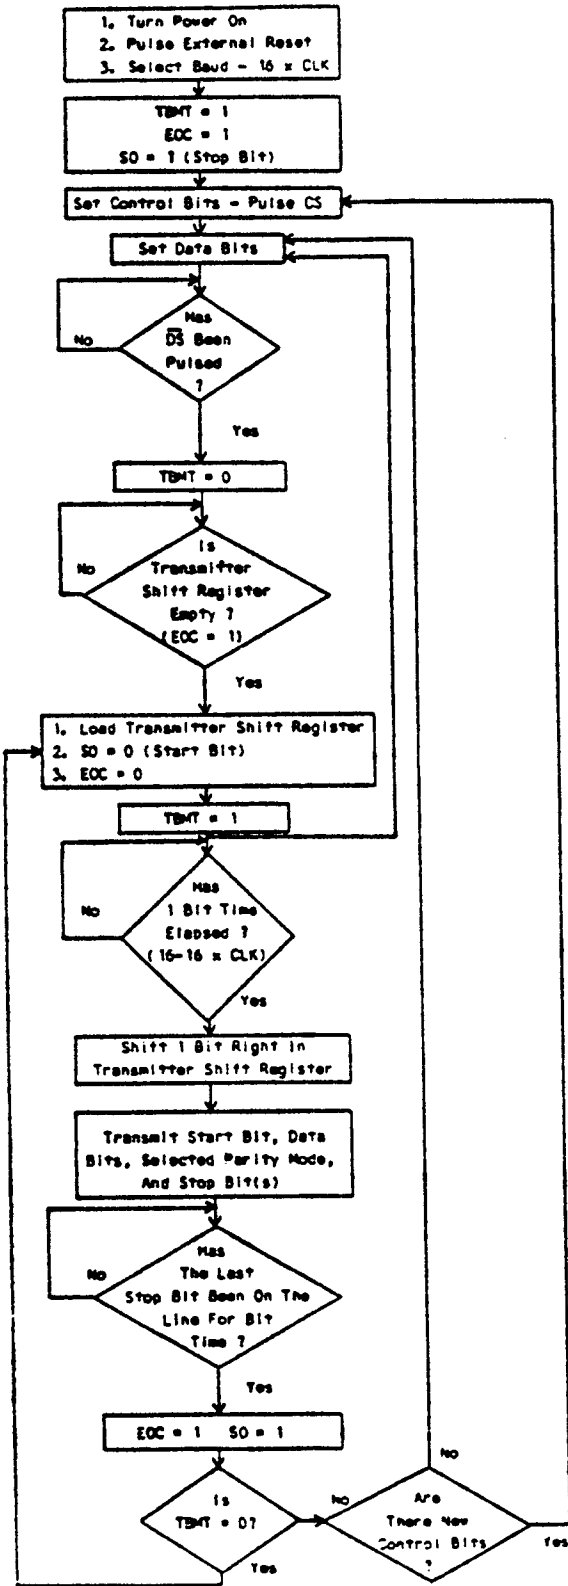 1. Turn Power On
2. Pulse External Reset
3. Select Baud - 16 x CLK
TBMT = 1
EOC = 1
SO = 1 (Stop Bit)
Set Control Bits - Pulse CS
Set Data Bits
Has
D̅S̅ Been
Pulsed
?
No
Yes
TBMT = 0
Is
Transmitter
Shift Register
Empty ?
(EOC = 1)
No
Yes
1. Load Transmitter Shift Register
2. SO = 0 (Start Bit)
3. EOC = 0
TBMT = 1
Has
1 Bit Time
Elapsed ?
(16-16 x CLK)
No
Yes
Shift 1 Bit Right in
Transmitter Shift Register
Transmit Start Bit, Data
Bits, Selected Parity Mode,
And Stop Bit(s)
Has
The Last
Stop Bit Been On The
Line For Bit
Time ?
No
Yes
EOC = 1 SO = 1
Is
TBMT = 0?
No
Yes
Are
There New
Control Bits
?
No
Yes